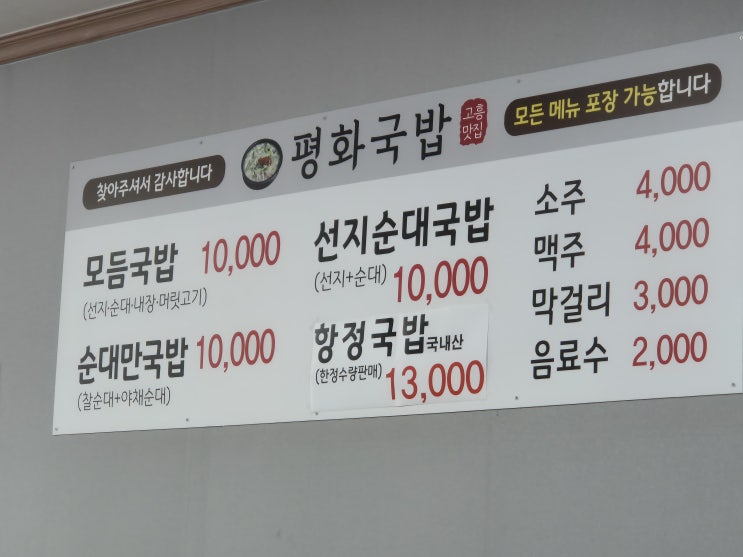 찾아주셔서 감사합니다
평화국밥
고흥
맛집
모든 메뉴 포장 가능합니다
모듬국밥 10,000
(선지·순대·내장·머릿고기)
순대만국밥 10,000
(찰순대+야채순대)
선지순대국밥
(선지+순대) 10,000
항정국밥 국내산
(한정수량판매) 13,000
소주 4,000
맥주 4,000
막걸리 3,000
음료수 2,000